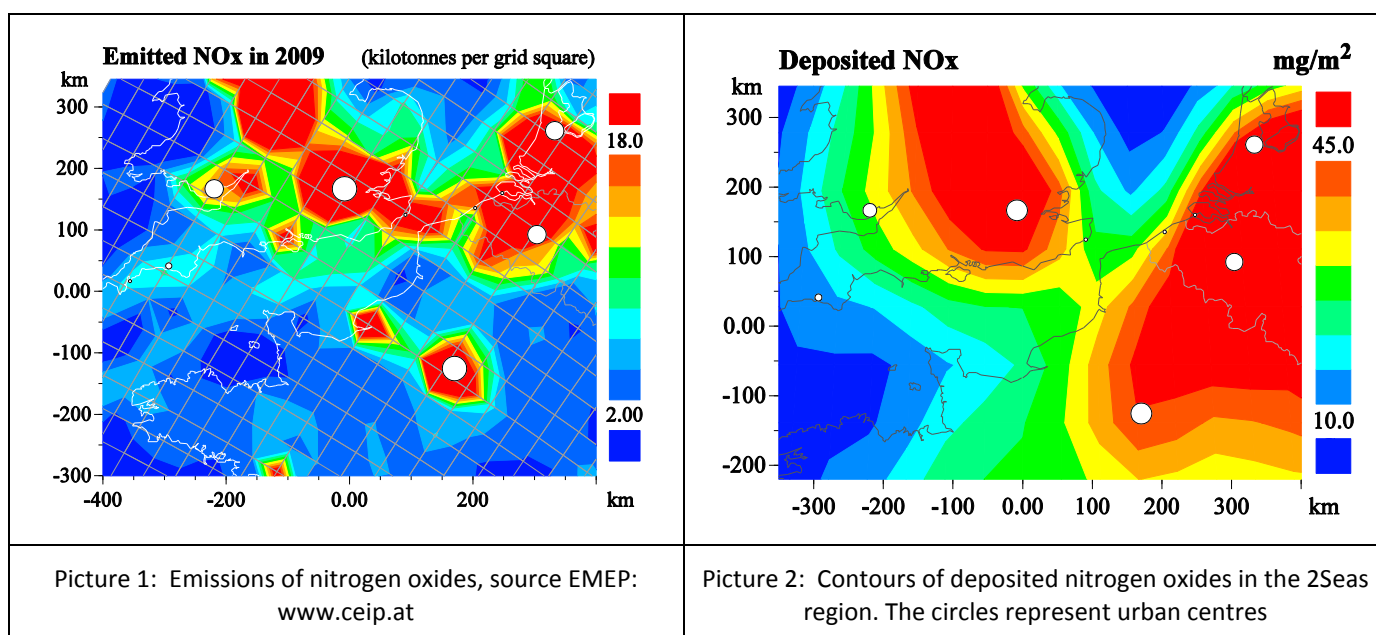 Emitted NOx in 2009 (kilotonnes per grid square)
km
300
200
100
0.00
-100
-200
-300
-400 -200 0.00 200 km
18.0
2.00
Picture 1: Emissions of nitrogen oxides, source EMEP:
www.ceip.at
Deposited NOx mg/m²
km
300
200
100
0.00
-100
-200
-300 -200 -100 0.00 100 200 300 km
45.0
10.0
Picture 2: Contours of deposited nitrogen oxides in the 2Seas
region. The circles represent urban centres